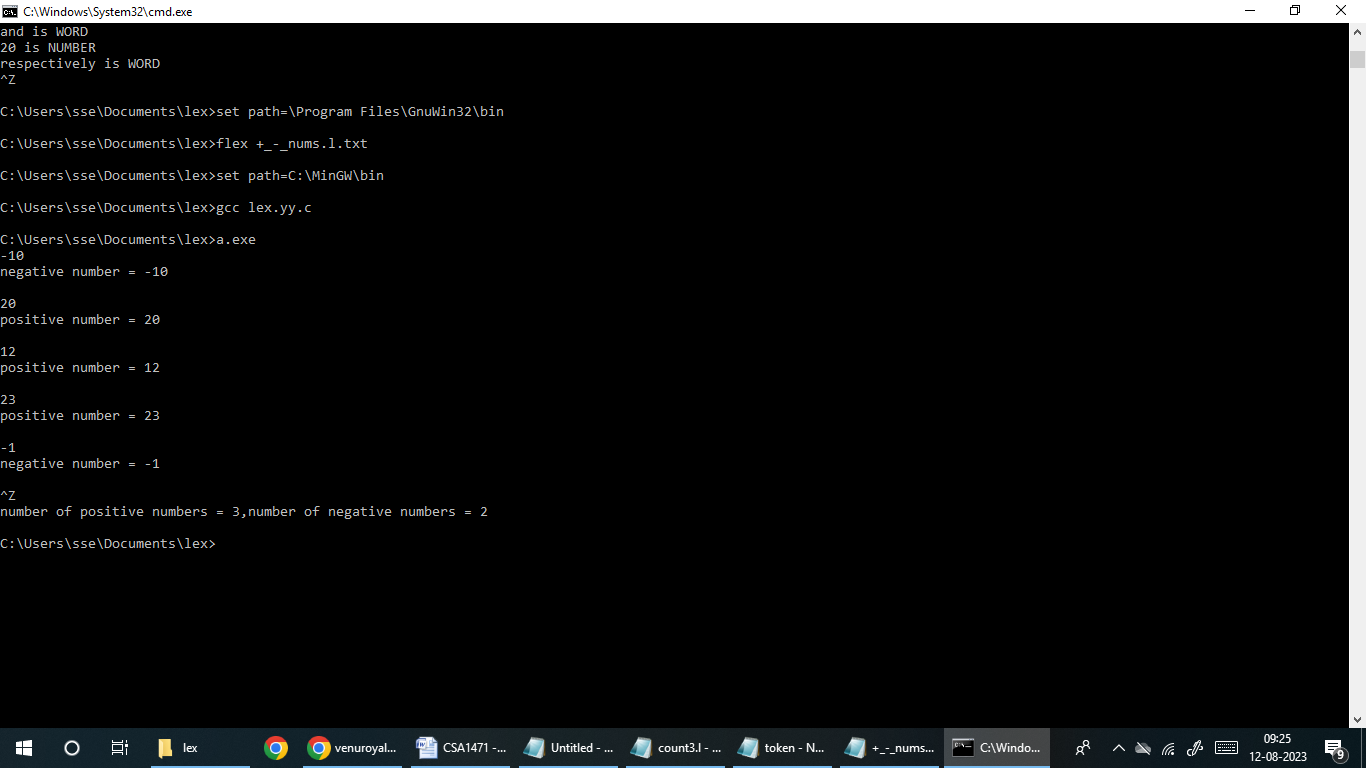 C:\Windows\System32\cmd.exe
and is WORD
20 is NUMBER
respectively is WORD
^Z
C:\Users\sse\Documents\lex>set path=\Program Files\GnuWin32\bin
C:\Users\sse\Documents\lex>flex +_-_nums.l.txt
C:\Users\sse\Documents\lex>set path=C:\MinGW\bin
C:\Users\sse\Documents\lex>gcc lex.yy.c
C:\Users\sse\Documents\lex>a.exe
-10
negative number = -10
20
positive number = 20
12
positive number = 12
23
positive number = 23
-1
negative number = -1
^Z
number of positive numbers = 3,number of negative numbers = 2
C:\Users\sse\Documents\lex>
lex
venuroyal...
CSA1471 -...
Untitled - ...
count3.l - ...
token - N...
+_-_nums...
C:\Windo...
09:25
12-08-2023
9